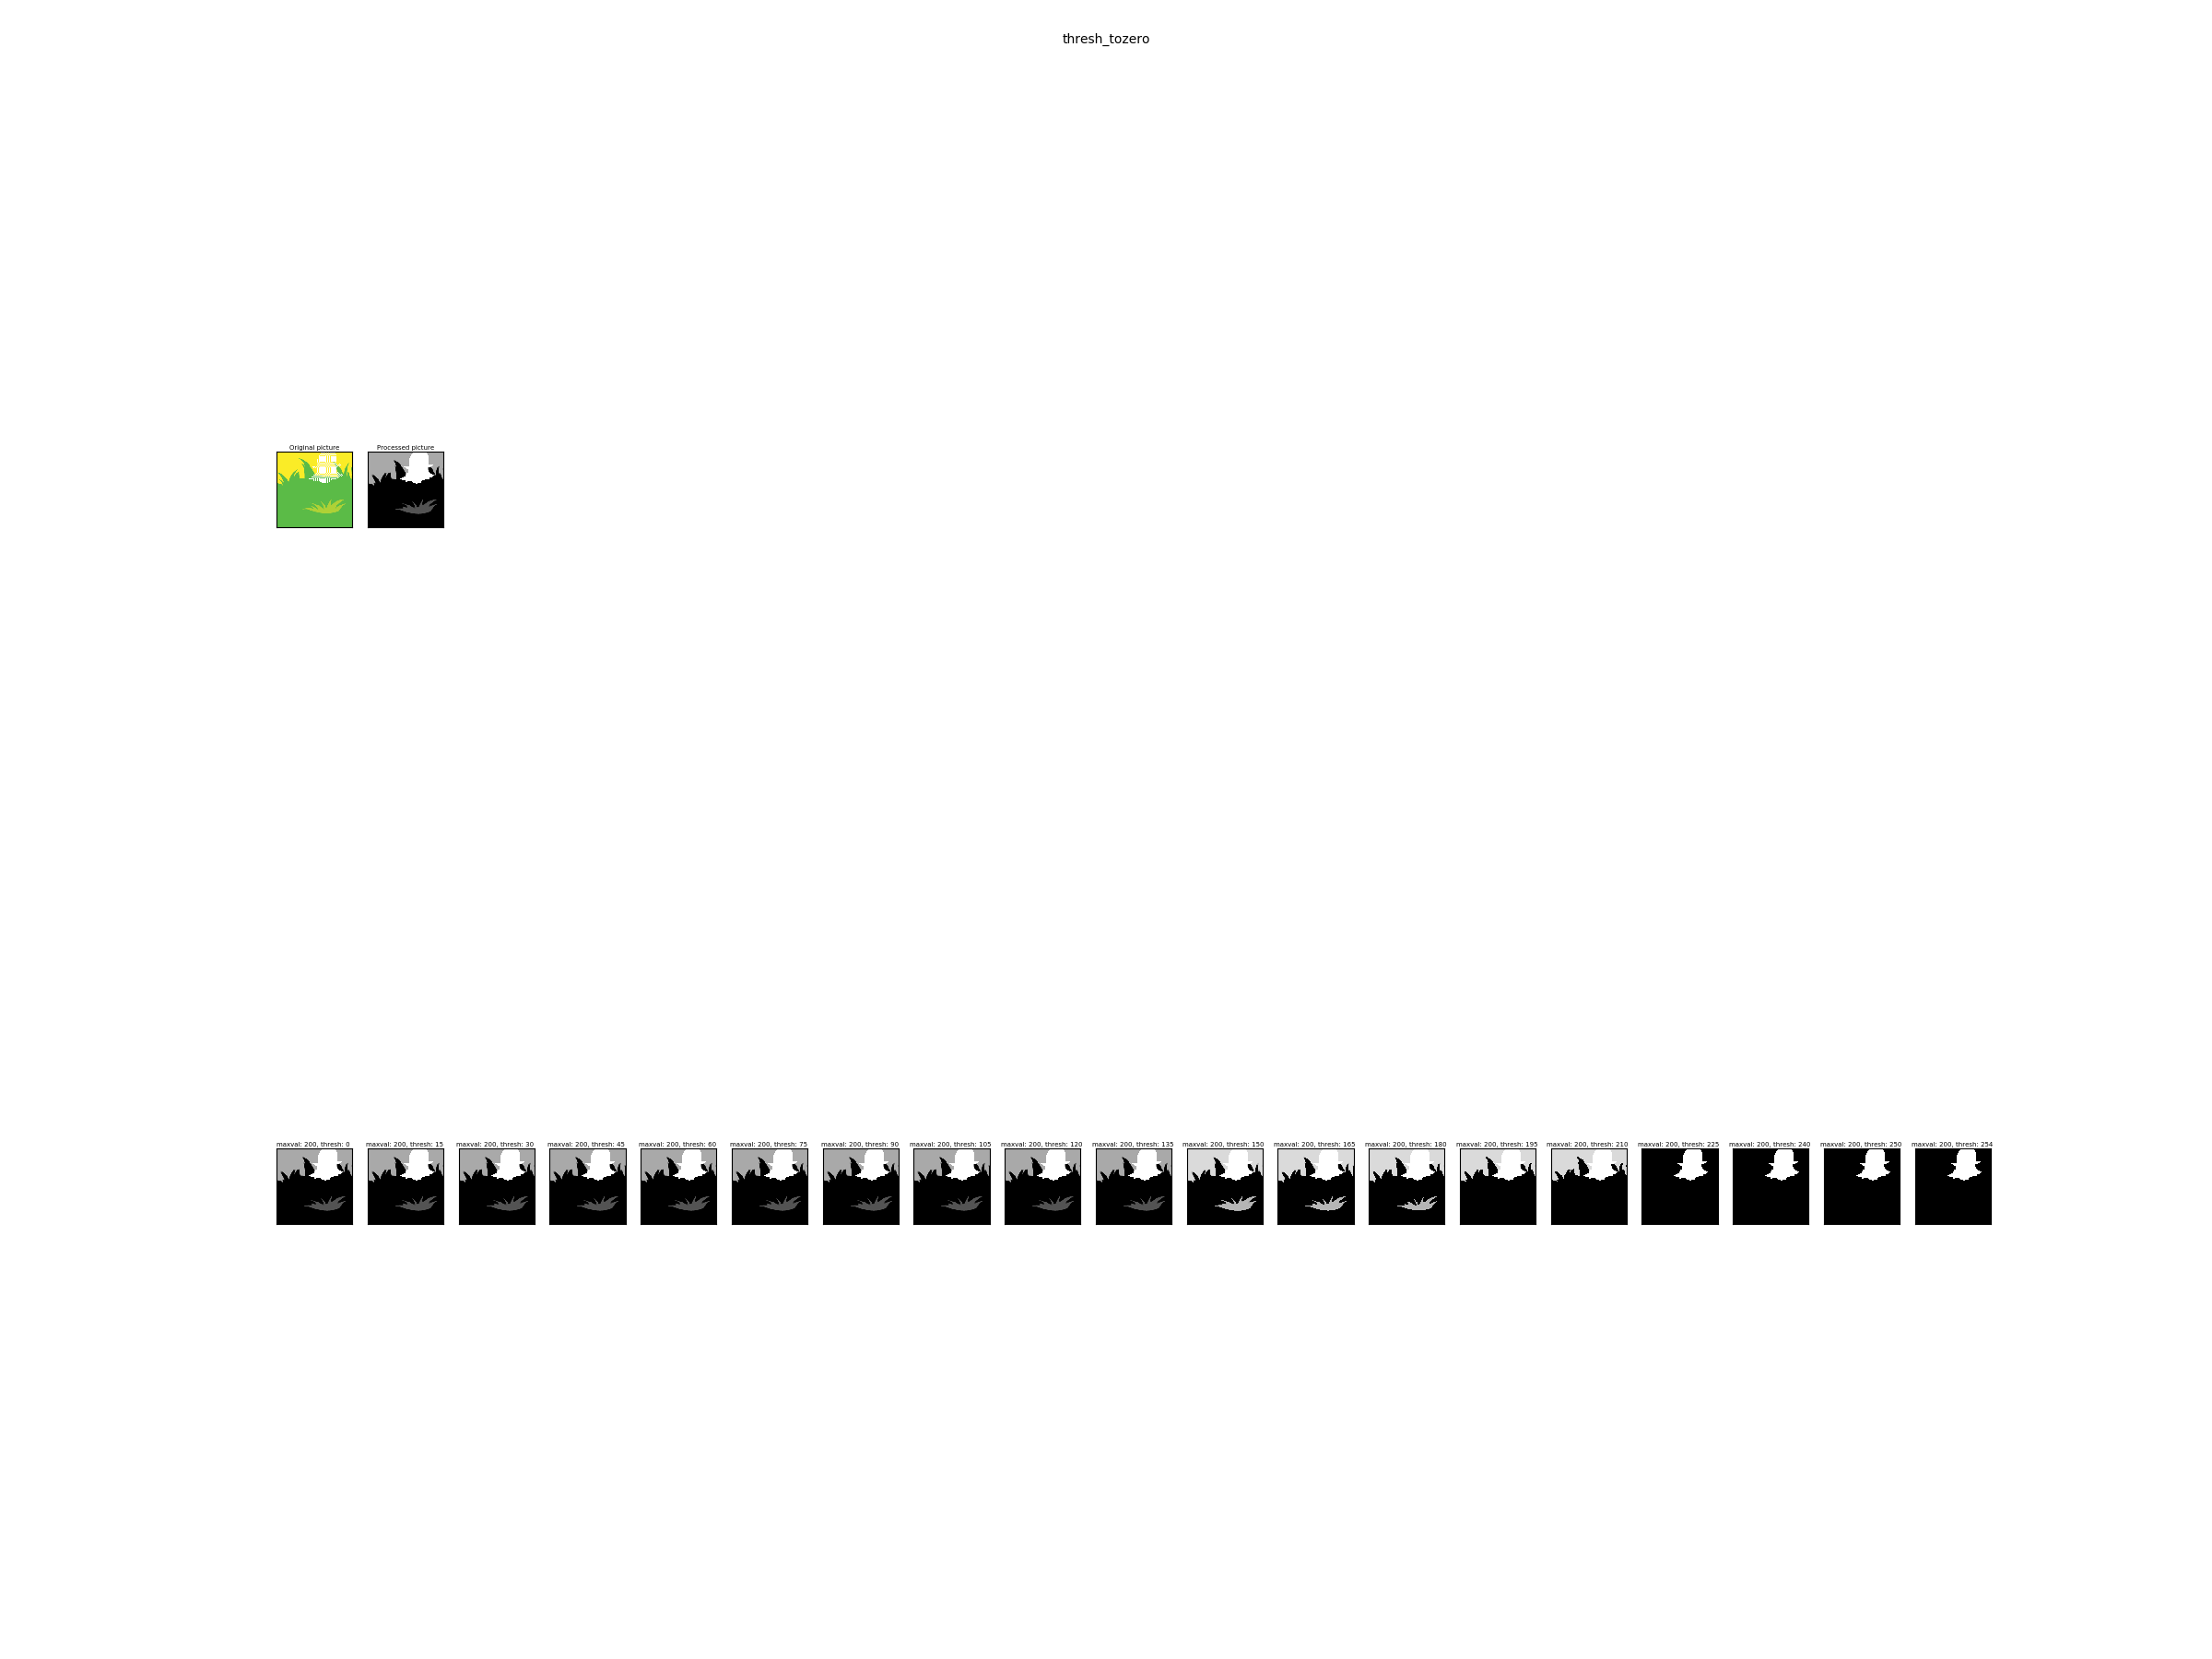 thresh_tozero
Original picture
Processed picture
maxval: 200, thresh: 0
maxval: 200, thresh: 15
maxval: 200, thresh: 30
maxval: 200, thresh: 45
maxval: 200, thresh: 60
maxval: 200, thresh: 75
maxval: 200, thresh: 90
maxval: 200, thresh: 105
maxval: 200, thresh: 120
maxval: 200, thresh: 135
maxval: 200, thresh: 150
maxval: 200, thresh: 165
maxval: 200, thresh: 180
maxval: 200, thresh: 195
maxval: 200, thresh: 210
maxval: 200, thresh: 225
maxval: 200, thresh: 240
maxval: 200, thresh: 250
maxval: 200, thresh: 254